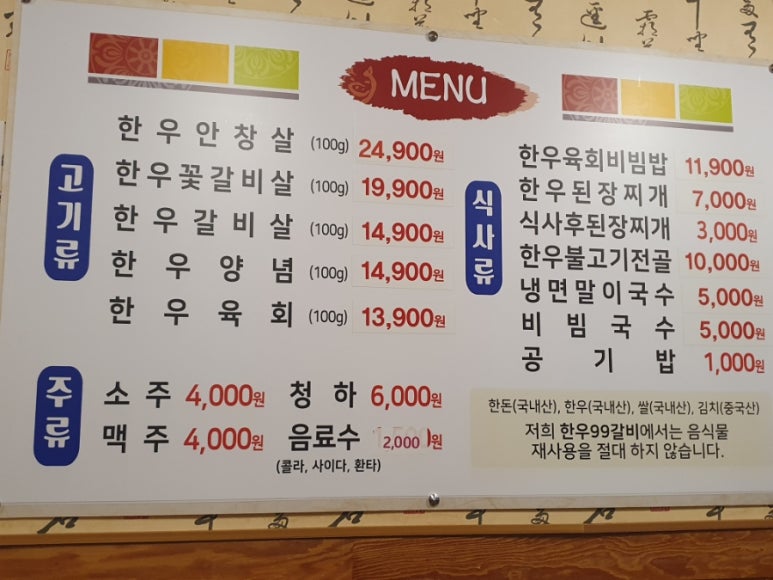 MENU
고기류
한우안창살 (100g) 24,900원
한우꽃갈비살 (100g) 19,900원
한우갈비살 (100g) 14,900원
한우양념 (100g) 14,900원
한우육회 (100g) 13,900원
주류
소주 4,000원 청하 6,000원
맥주 4,000원 음료수 2,000원
(콜라, 사이다, 환타)
식사류
한우육회비빔밥 11,900원
한우된장찌개 7,000원
식사후된장찌개 3,000원
한우불고기전골 10,000원
냉면말이국수 5,000원
비빔국수 5,000원
공기밥 1,000원
한돈(국내산), 한우(국내산), 쌀(국내산), 김치(중국산)
저희 한우99갈비에서는 음식물
재사용을 절대 하지 않습니다.